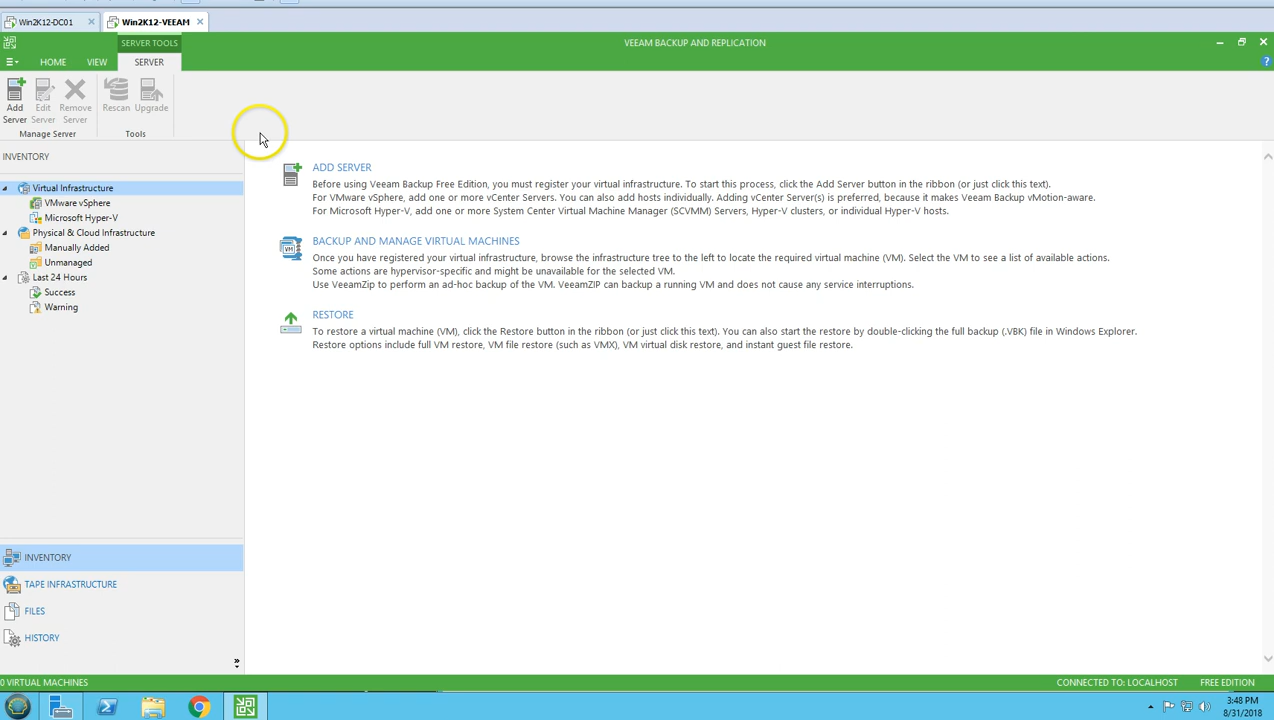 Win2K12-DC01
Win2K12-VEEAM
SERVER TOOLS
VEEAM BACKUP AND REPLICATION
HOME VIEW SERVER
Add Server
Edit Server
Remove Server
Rescan
Upgrade
Manage Server
Tools
INVENTORY
Virtual Infrastructure
VMware vSphere
Microsoft Hyper-V
Physical & Cloud Infrastructure
Manually Added
Unmanaged
Last 24 Hours
Success
Warning
ADD SERVER
Before using Veeam Backup Free Edition, you must register your virtual infrastructure. To start this process, click the Add Server button in the ribbon (or just click this text).
For VMware vSphere, add one or more vCenter Servers. You can also add hosts individually. Adding vCenter Server(s) is preferred, because it makes Veeam Backup vMotion-aware.
For Microsoft Hyper-V, add one or more System Center Virtual Machine Manager (SCVMM) Servers, Hyper-V clusters, or individual Hyper-V hosts.
BACKUP AND MANAGE VIRTUAL MACHINES
Once you have registered your virtual infrastructure, browse the infrastructure tree to the left to locate the required virtual machine (VM). Select the VM to see a list of available actions.
Some actions are hypervisor-specific and might be unavailable for the selected VM.
Use VeeamZip to perform an ad-hoc backup of the VM. VeeamZIP can backup a running VM and does not cause any service interruptions.
RESTORE
To restore a virtual machine (VM), click the Restore button in the ribbon (or just click this text). You can also start the restore by double-clicking the full backup (.VBK) file in Windows Explorer.
Restore options include full VM restore, VM file restore (such as VMX), VM virtual disk restore, and instant guest file restore.
INVENTORY
TAPE INFRASTRUCTURE
FILES
HISTORY
0 VIRTUAL MACHINES
CONNECTED TO: LOCALHOST
FREE EDITION
3:48 PM
8/31/2018